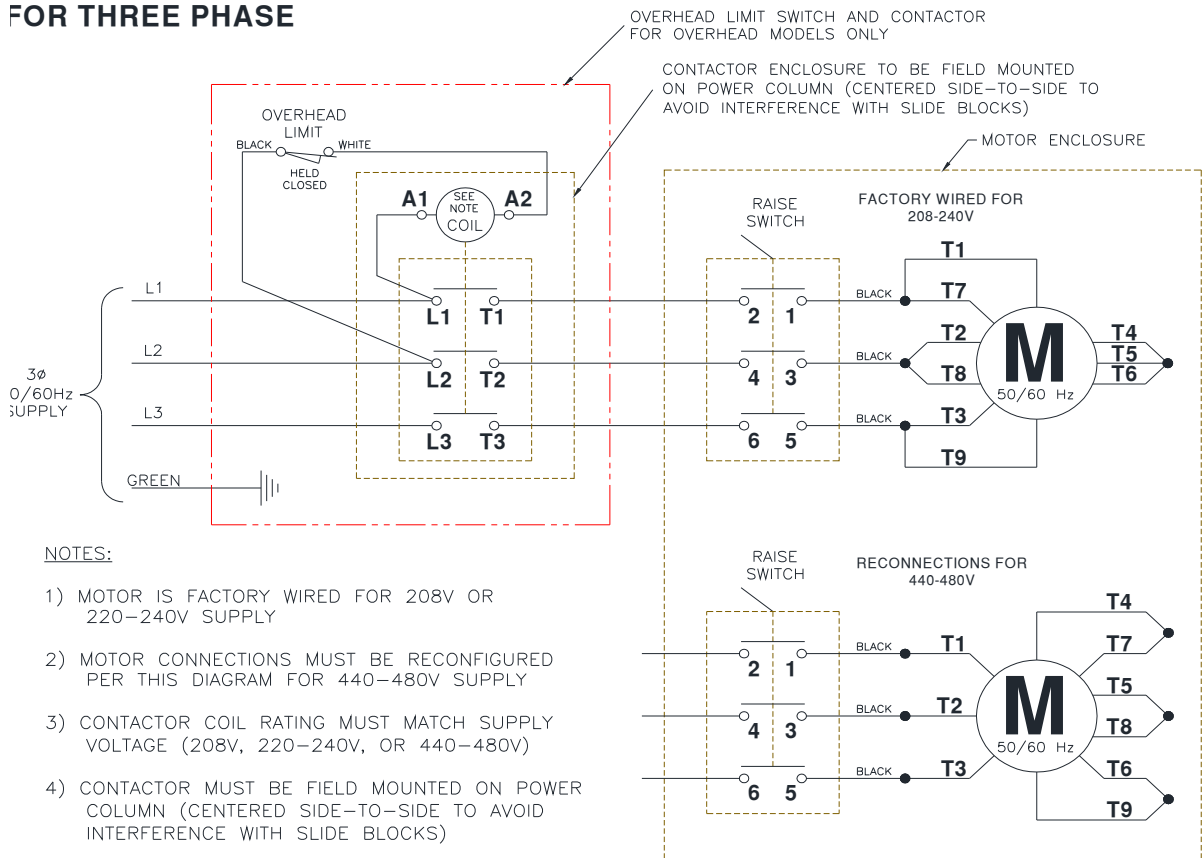 FOR THREE PHASE
OVERHEAD LIMIT SWITCH AND CONTACTOR
FOR OVERHEAD MODELS ONLY
CONTACTOR ENCLOSURE TO BE FIELD MOUNTED
ON POWER COLUMN (CENTERED SIDE-TO-SIDE TO
AVOID INTERFERENCE WITH SLIDE BLOCKS)
MOTOR ENCLOSURE
OVERHEAD
LIMIT
BLACK
WHITE
HELD
CLOSED
A1
SEE
NOTE
COIL
A2
RAISE
SWITCH
FACTORY WIRED FOR
208-240V
L1
L2
L3
3ø
0/60Hz
SUPPLY
GREEN
L1 T1
L2 T2
L3 T3
2 1
4 3
6 5
BLACK
BLACK
BLACK
T1
T7
T2
T8
T3
T9
M
50/60 Hz
T4
T5
T6
NOTES:
1) MOTOR IS FACTORY WIRED FOR 208V OR
220-240V SUPPLY
2) MOTOR CONNECTIONS MUST BE RECONFIGURED
PER THIS DIAGRAM FOR 440-480V SUPPLY
3) CONTACTOR COIL RATING MUST MATCH SUPPLY
VOLTAGE (208V, 220-240V, OR 440-480V)
4) CONTACTOR MUST BE FIELD MOUNTED ON POWER
COLUMN (CENTERED SIDE-TO-SIDE TO AVOID
INTERFERENCE WITH SLIDE BLOCKS)
RAISE
SWITCH
RECONNECTIONS FOR
440-480V
2 1
4 3
6 5
BLACK
BLACK
BLACK
T1
T2
T3
M
50/60 Hz
T4
T7
T5
T8
T6
T9